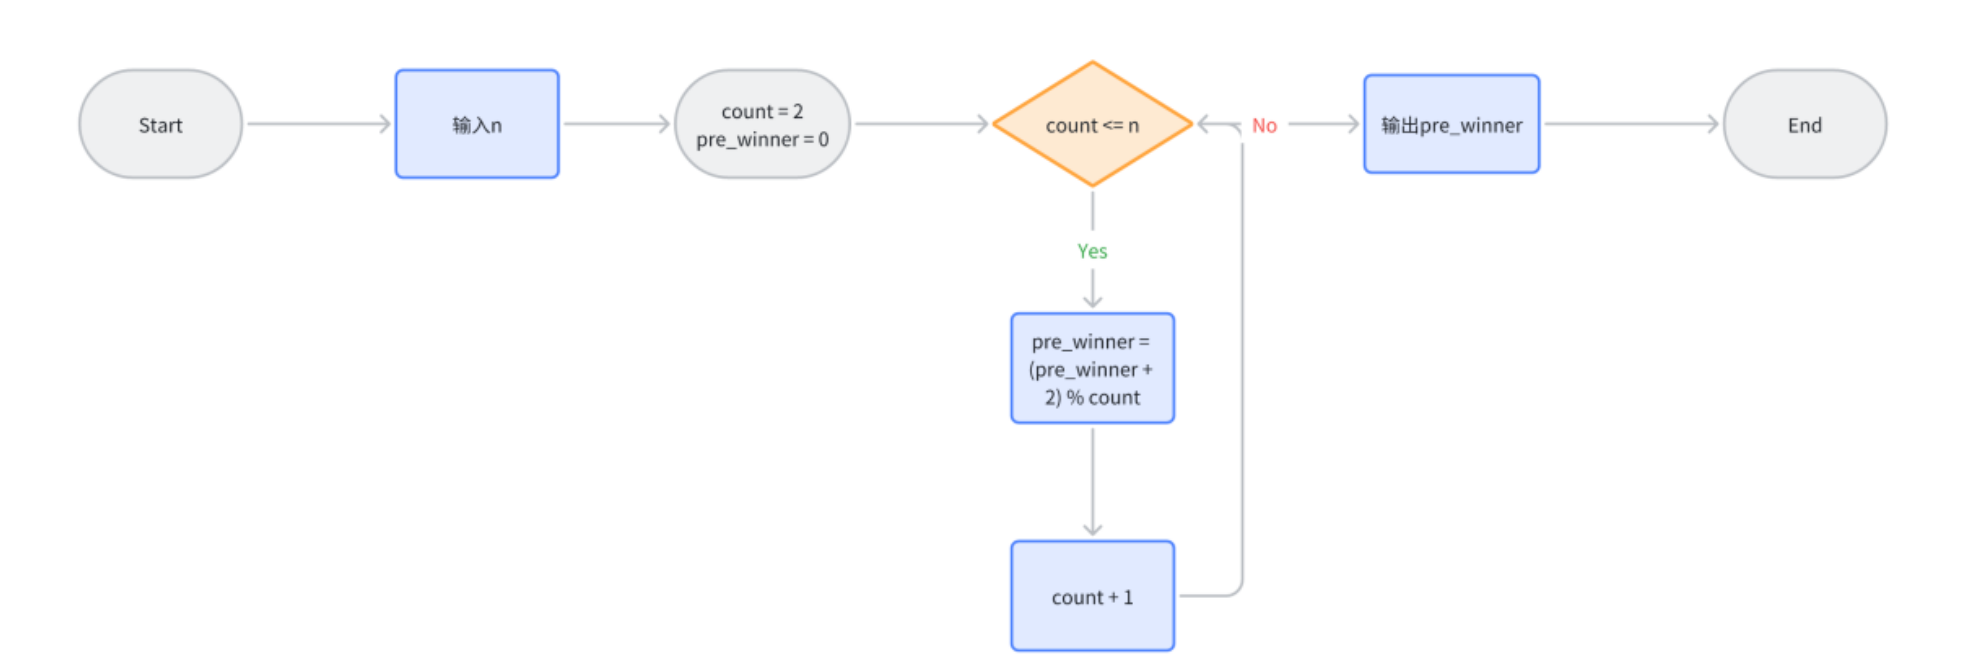 Start
输入n
count = 2
pre_winner = 0
count <= n
No
输出pre_winner
End
Yes
pre_winner =
(pre_winner +
2) % count
count + 1